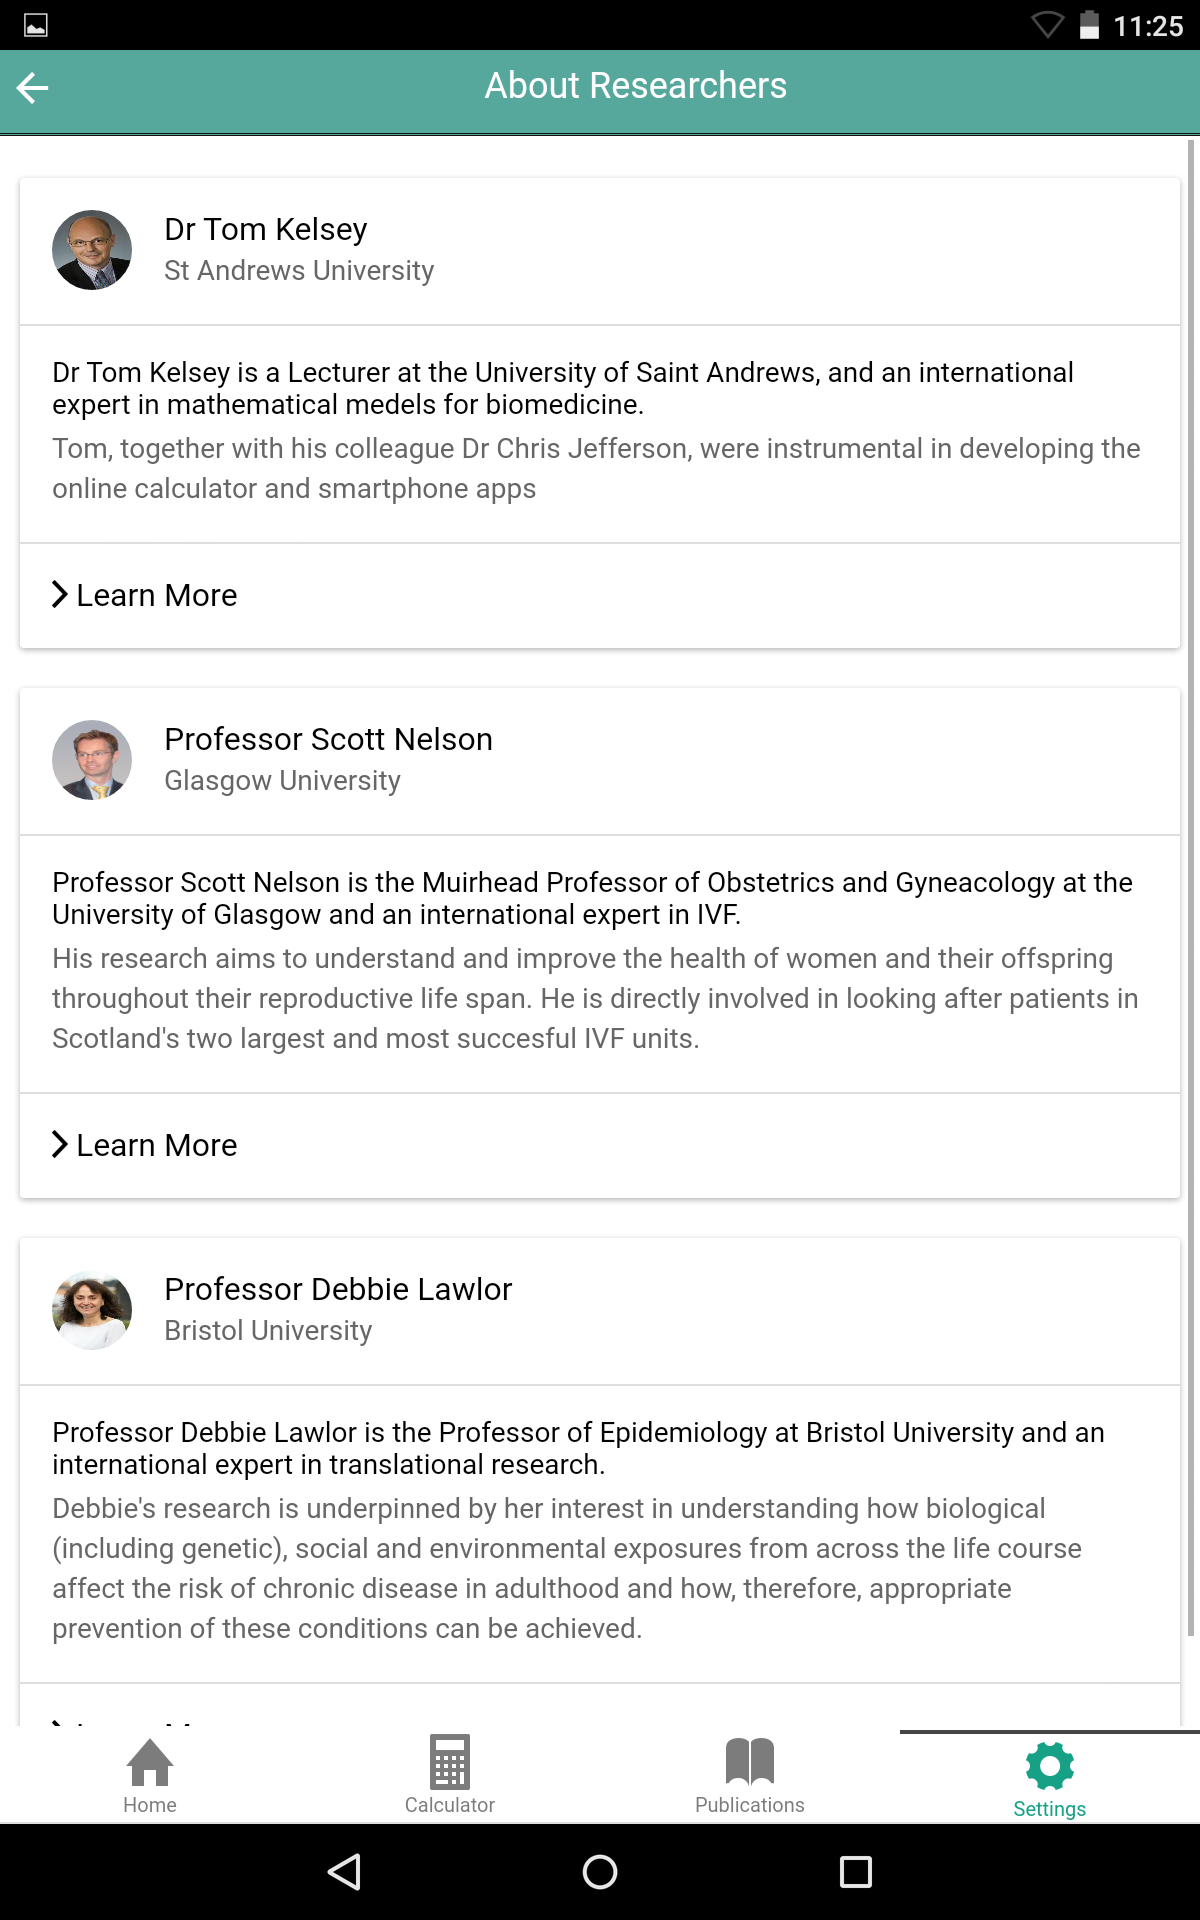 11:25
About Researchers
Dr Tom Kelsey
St Andrews University
Dr Tom Kelsey is a Lecturer at the University of Saint Andrews, and an international
expert in mathematical medels for biomedicine.
Tom, together with his colleague Dr Chris Jefferson, were instrumental in developing the
online calculator and smartphone apps
Learn More
Professor Scott Nelson
Glasgow University
Professor Scott Nelson is the Muirhead Professor of Obstetrics and Gyneacology at the
University of Glasgow and an international expert in IVF.
His research aims to understand and improve the health of women and their offspring
throughout their reproductive life span. He is directly involved in looking after patients in
Scotland's two largest and most succesful IVF units.
Learn More
Professor Debbie Lawlor
Bristol University
Professor Debbie Lawlor is the Professor of Epidemiology at Bristol University and an
international expert in translational research.
Debbie's research is underpinned by her interest in understanding how biological
(including genetic), social and environmental exposures from across the life course
affect the risk of chronic disease in adulthood and how, therefore, appropriate
prevention of these conditions can be achieved.
Home
Calculator
Publications
Settings